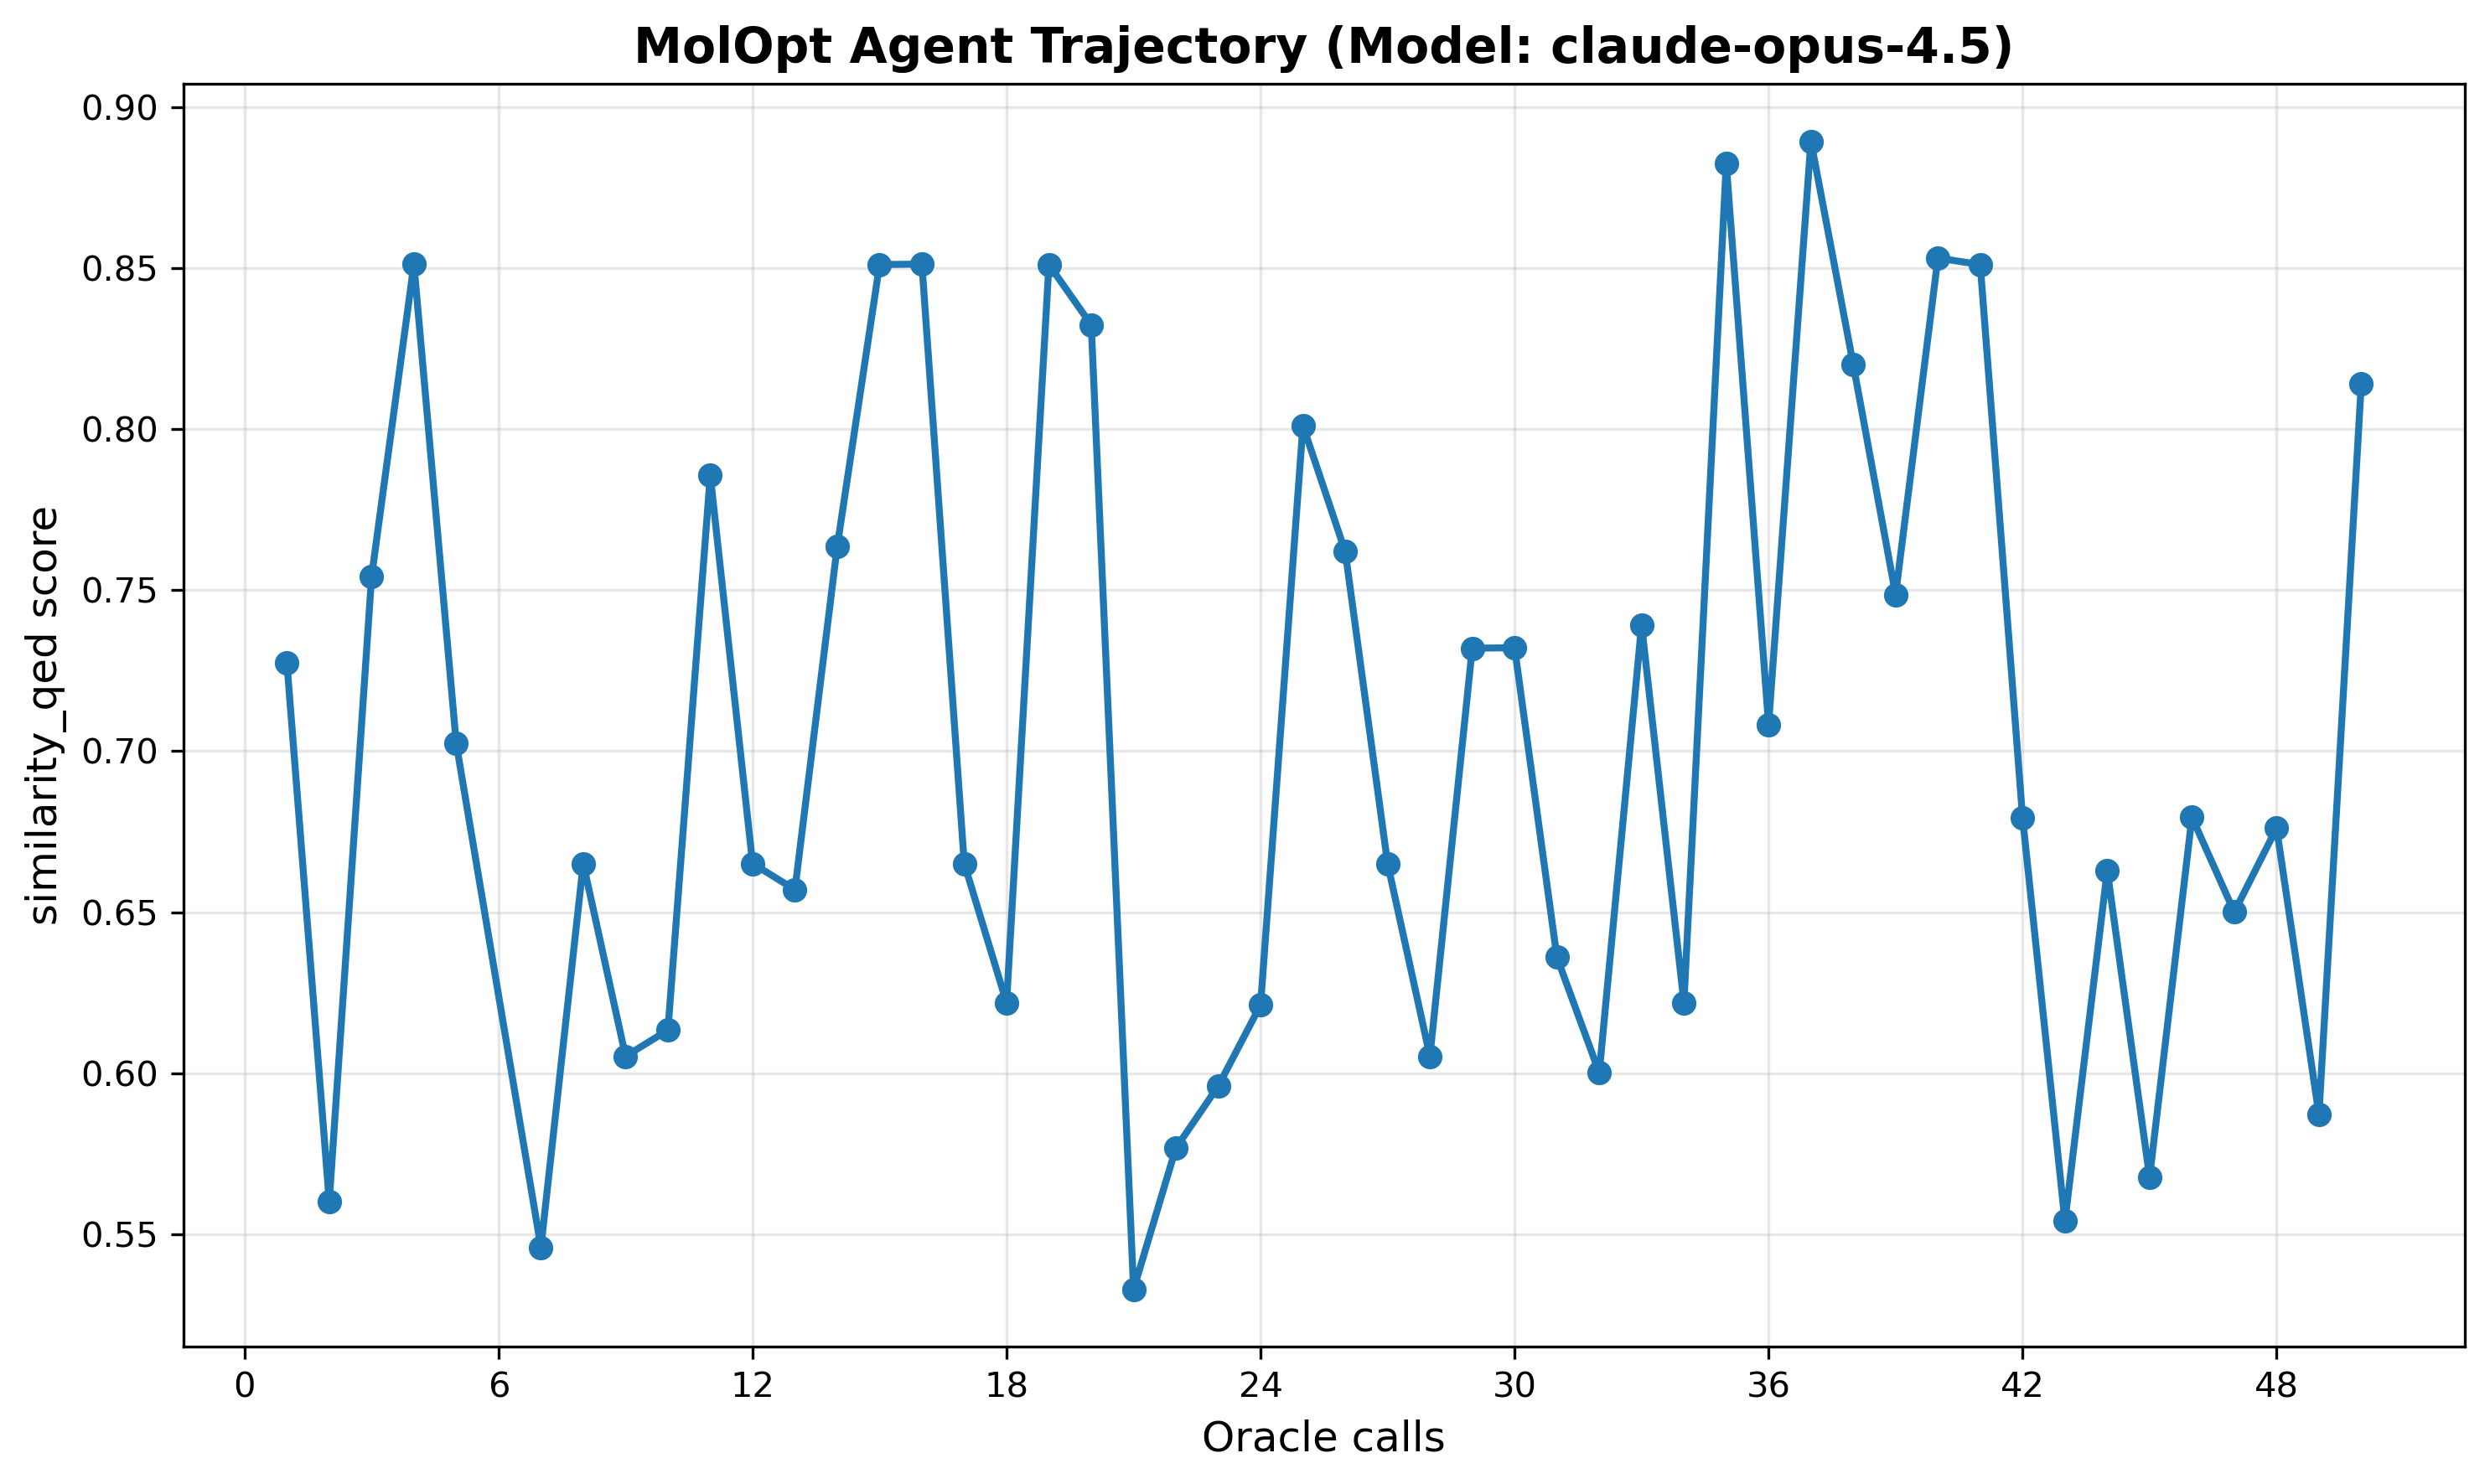 MolOpt Agent Trajectory (Model: claude-opus-4.5)
similarity_qed score
0.90
0.85
0.80
0.75
0.70
0.65
0.60
0.55
0 6 12 18 24 30 36 42 48
Oracle calls